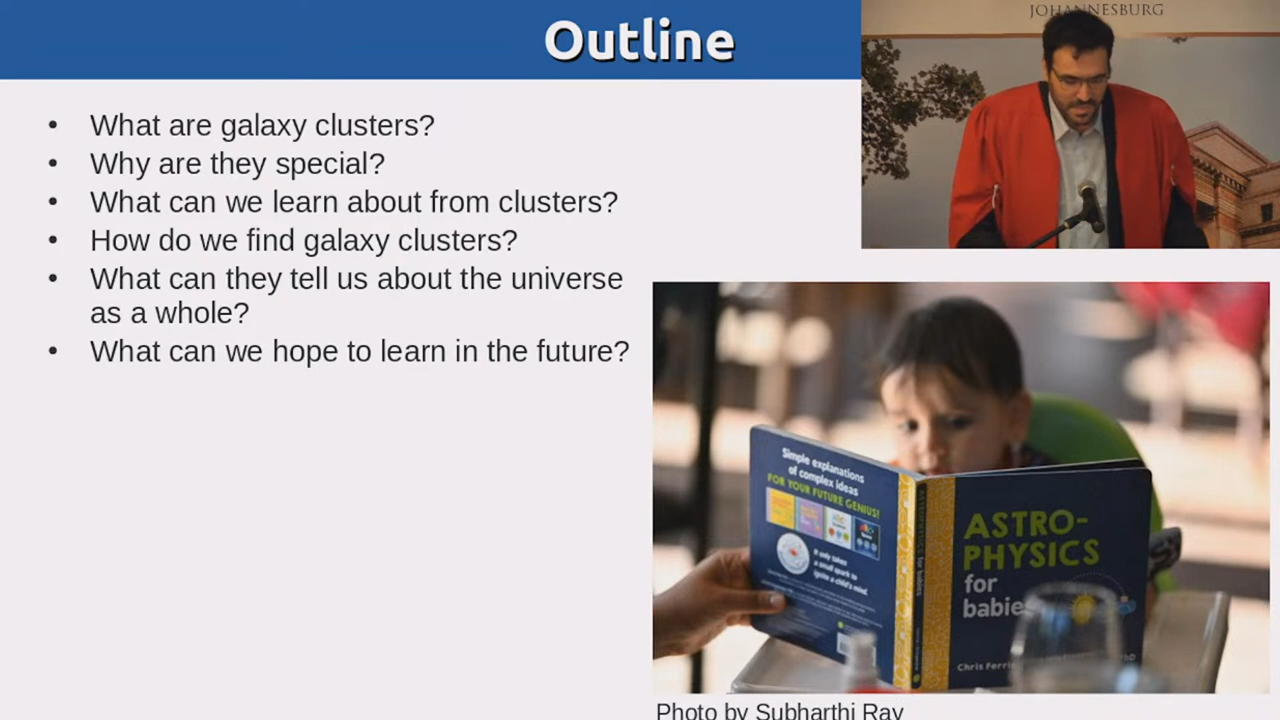 Outline
JOHANNESBURG
• What are galaxy clusters?
• Why are they special?
• What can we learn about from clusters?
• How do we find galaxy clusters?
• What can they tell us about the universe
as a whole?
• What can we hope to learn in the future?
Simple explanations
of complex ideas
FOR YOUR FUTURE GENIUS!
It only takes
a small spark to
ignite a child's mind.
ASTRO-
PHYSICS
for
babies
Chris Ferri
PhD
Photo by Subharthi Ray